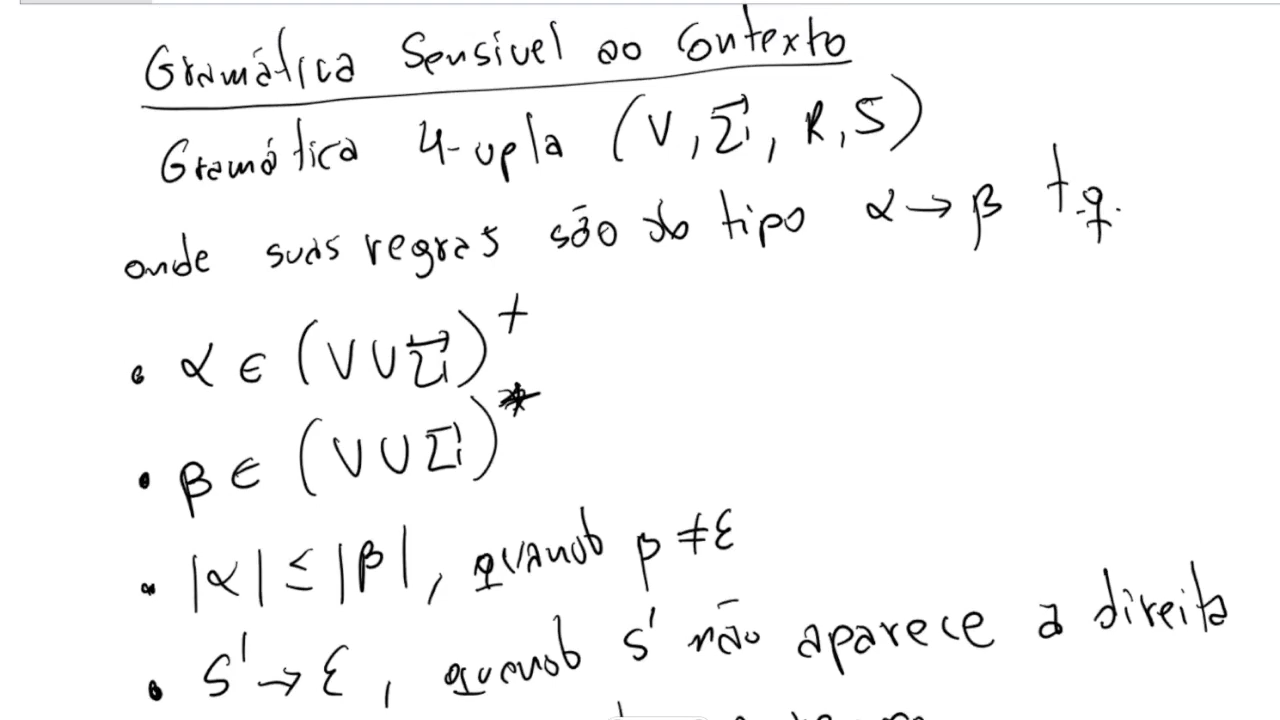 Gramática Sensível ao Contexto
Gramática 4-upla (V, Σ, R, S)
onde suas regras são do tipo α → β t.q.
• α ∈ (V ∪ Σ)⁺
• β ∈ (V ∪ Σ)*
• |α| ≤ |β|, quando β ≠ ε
• S' → ε, quando S' não aparece a direita